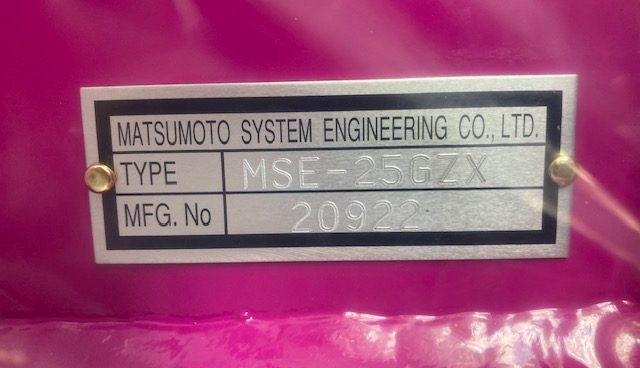 MATSUMOTO SYSTEM ENGINEERING CO., LTD.
TYPE MSE-25GZX
MFG. No 20922